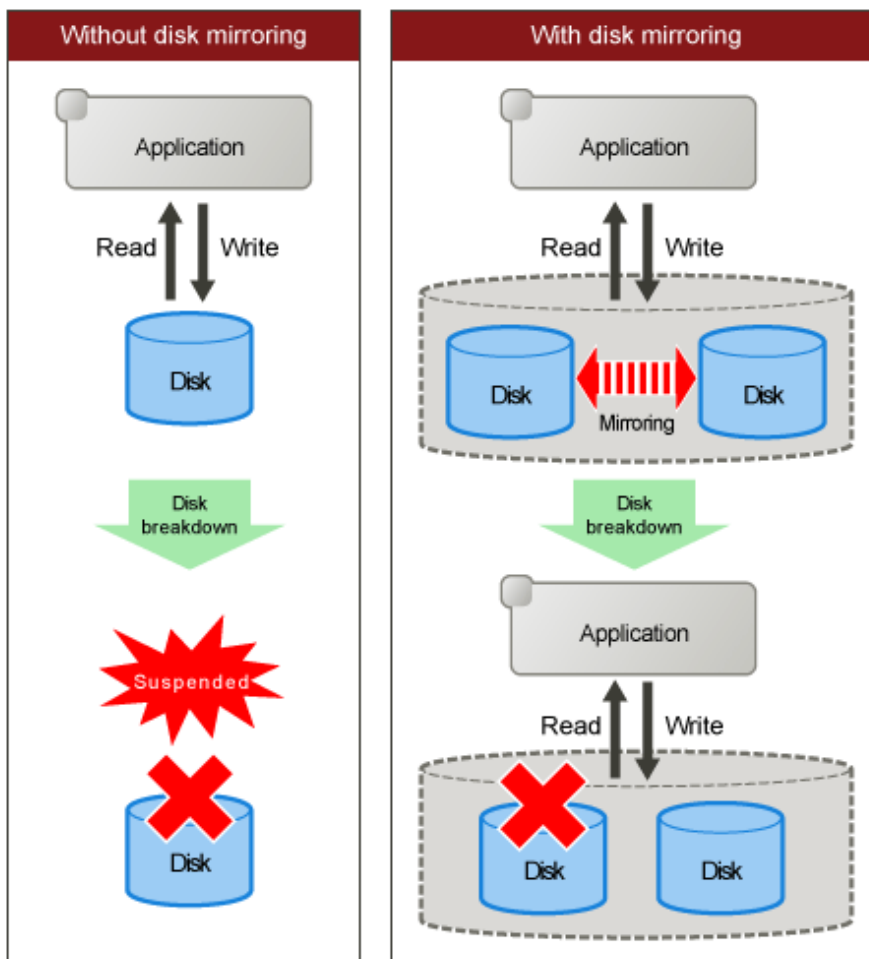 Without disk mirroring
Application
Read
Write
Disk
Disk
breakdown
Suspended
Disk
With disk mirroring
Application
Read
Write
Disk
Mirroring
Disk
Disk
breakdown
Application
Read
Write
Disk
Disk